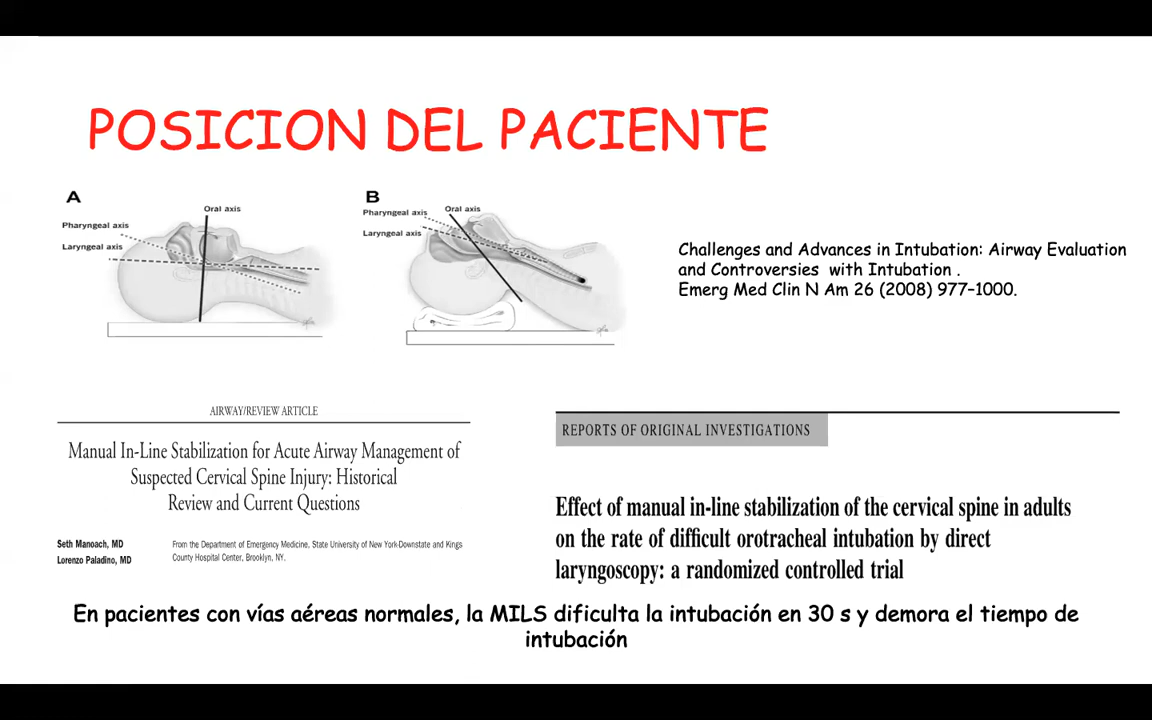 POSICION DEL PACIENTE
A
Oral axis
Pharyngeal axis
Laryngeal axis
B
Oral axis
Pharyngeal axis
Laryngeal axis
Challenges and Advances in Intubation: Airway Evaluation
and Controversies with Intubation .
Emerg Med Clin N Am 26 (2008) 977–1000.
AIRWAY/REVIEW ARTICLE
Manual In-Line Stabilization for Acute Airway Management of
Suspected Cervical Spine Injury: Historical
Review and Current Questions
Seth Manoach, MD
Lorenzo Paladino, MD
From the Department of Emergency Medicine, State University of New York-Downstate and Kings
County Hospital Center, Brooklyn, NY.
REPORTS OF ORIGINAL INVESTIGATIONS
Effect of manual in-line stabilization of the cervical spine in adults
on the rate of difficult orotracheal intubation by direct
laryngoscopy: a randomized controlled trial
En pacientes con vías aéreas normales, la MILS dificulta la intubación en 30 s y demora el tiempo de
intubación